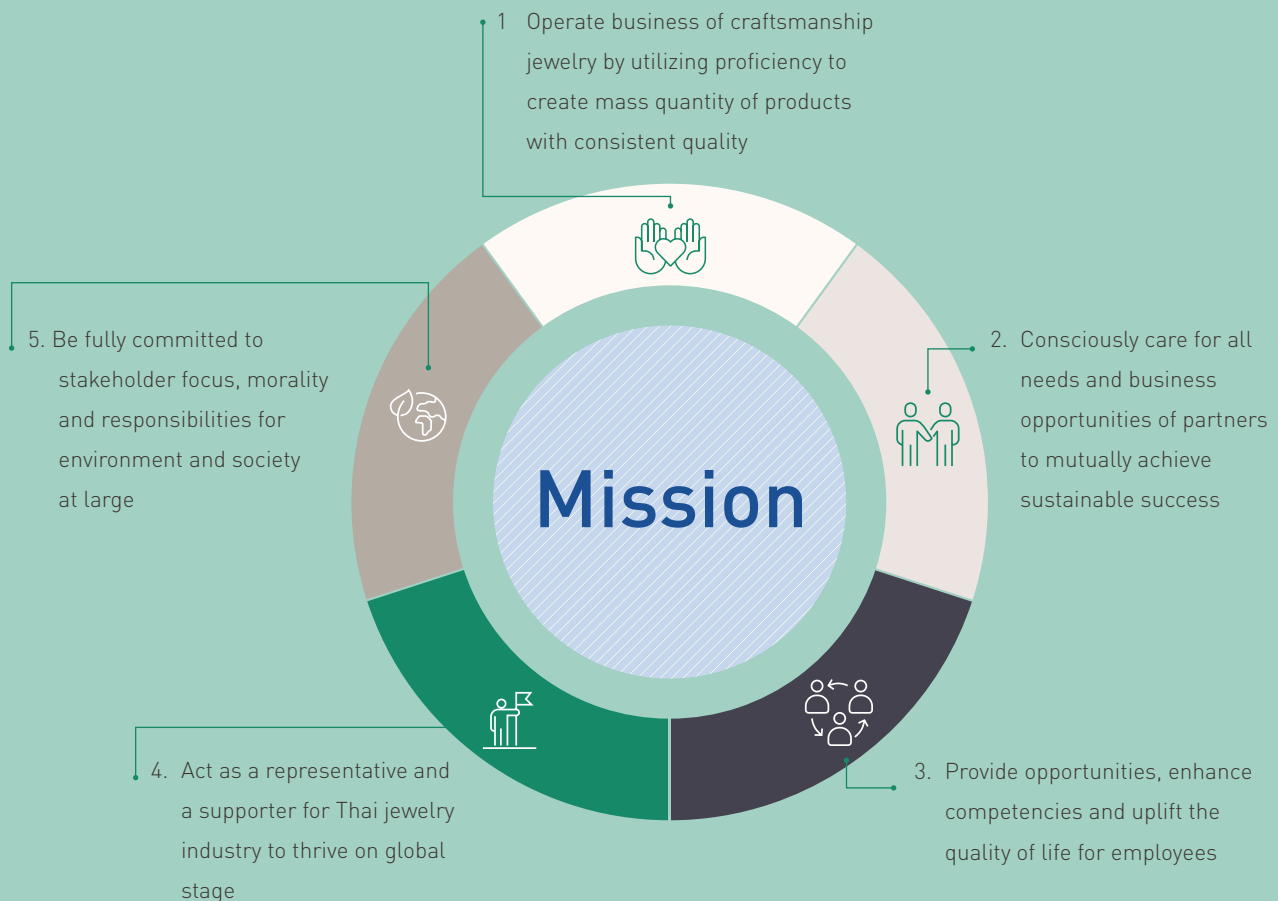 1 Operate business of craftsmanship
jewelry by utilizing proficiency to
create mass quantity of products
with consistent quality
2. Consciously care for all
needs and business
opportunities of partners
to mutually achieve
sustainable success
3. Provide opportunities, enhance
competencies and uplift the
quality of life for employees
4. Act as a representative and
a supporter for Thai jewelry
industry to thrive on global
stage
5. Be fully committed to
stakeholder focus, morality
and responsibilities for
environment and society
at large
Mission